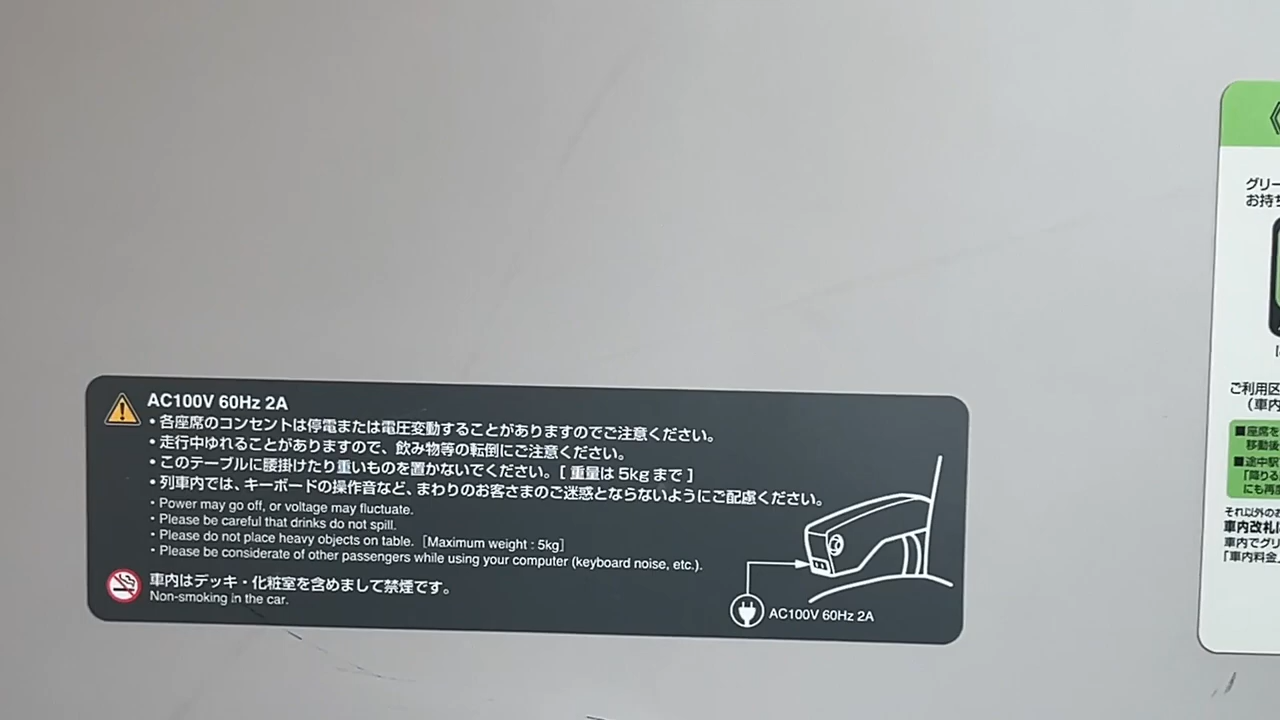 AC100V 60Hz 2A
・各座席のコンセントは停電または電圧変動することがありますのでご注意ください。
・走行中ゆれることがありますので、飲み物等の転倒にご注意ください。
・このテーブルに腰掛けたり重いものを置かないでください。[ 重量は 5kg まで ]
・列車内では、キーボードの操作音など、まわりのお客さまのご迷惑とならないようにご配慮ください。
・Power may go off, or voltage may fluctuate.
・Please be careful that drinks do not spill.
・Please do not place heavy objects on table. [Maximum weight : 5kg]
・Please be considerate of other passengers while using your computer (keyboard noise, etc.).
車内はデッキ・化粧室を含めまして禁煙です。
Non-smoking in the car.
AC100V 60Hz 2A
グリー
お持ち
ご利用区
(車内
■座席を
移動後
■途中駅
「降りる
にも再度
それ以外のお
車内改札に
車内でグリ
「車内料金」